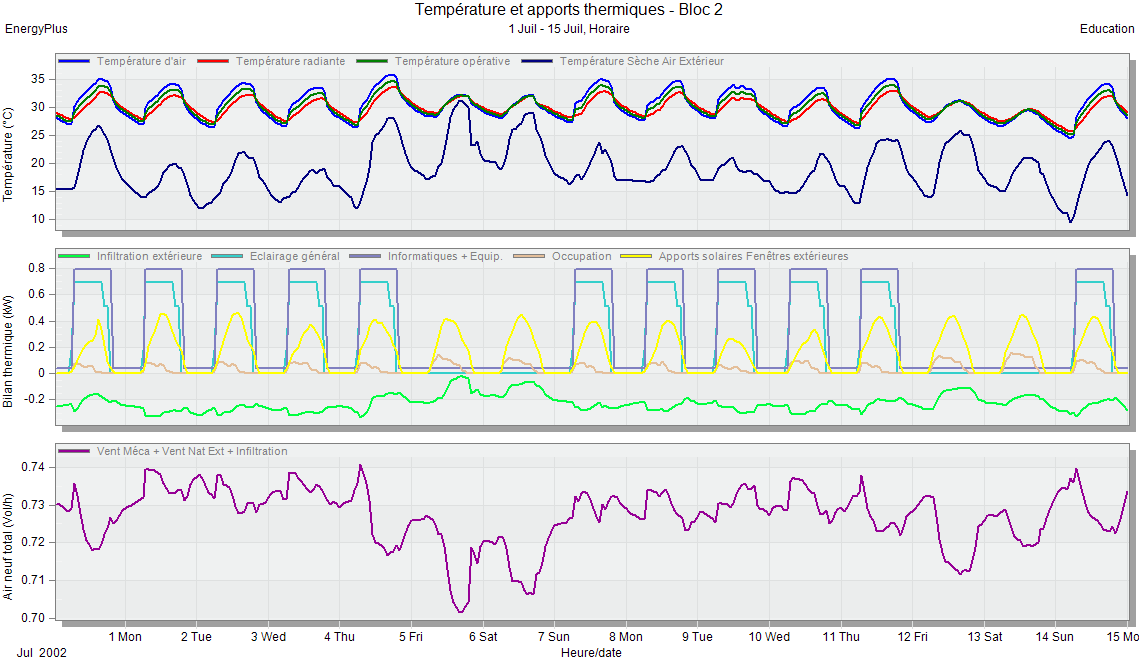 Température et apports thermiques - Bloc 2
EnergyPlus 1 Juil - 15 Juil, Horaire Education
Température d'air Température radiante Température opérative Température Sèche Air Extérieur
Température (°C)
35
30
25
20
15
10
Infiltration extérieure Eclairage général Informatiques + Equip. Occupation Apports solaires Fenêtres extérieures
Bilan thermique (kW)
0.8
0.6
0.4
0.2
0
-0.2
Vent Méca + Vent Nat Ext + Infiltration
Air neuf total (Vol/h)
0.74
0.73
0.72
0.71
0.70
1 Mon 2 Tue 3 Wed 4 Thu 5 Fri 6 Sat 7 Sun 8 Mon 9 Tue 10 Wed 11 Thu 12 Fri 13 Sat 14 Sun 15 Mo
Jul 2002 Heure/date